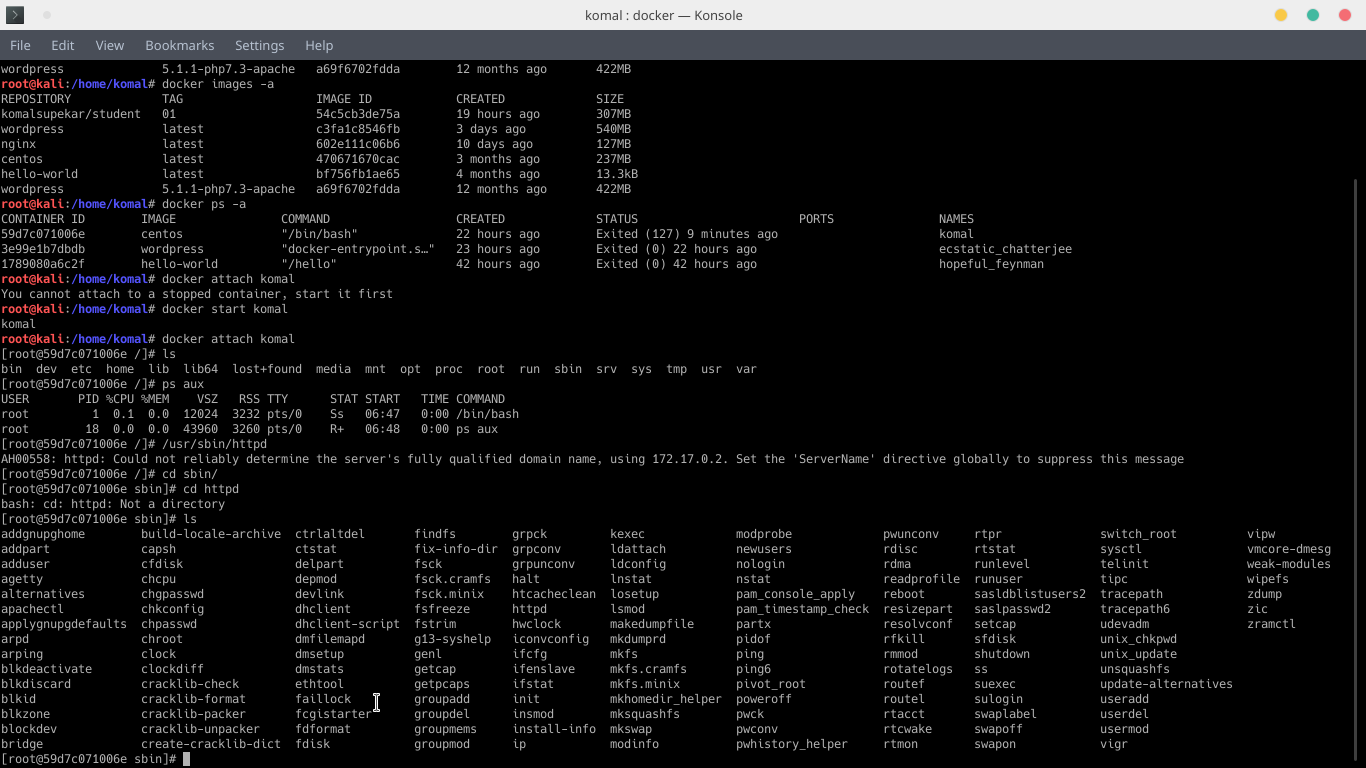 komal : docker — Konsole
File Edit View Bookmarks Settings Help
wordpress 5.1.1-php7.3-apache a69f6702fdda 12 months ago 422MB
root@kali:/home/komal# docker images -a
REPOSITORY TAG IMAGE ID CREATED SIZE
komalsupekar/student 01 54c5cb3de75a 19 hours ago 307MB
wordpress latest c3fa1c8546fb 3 days ago 540MB
nginx latest 602e111c06b6 10 days ago 127MB
centos latest 470671670cac 3 months ago 237MB
hello-world latest bf756fb1ae65 4 months ago 13.3kB
wordpress 5.1.1-php7.3-apache a69f6702fdda 12 months ago 422MB
root@kali:/home/komal# docker ps -a
CONTAINER ID IMAGE COMMAND CREATED STATUS PORTS NAMES
59d7c071006e centos "/bin/bash" 22 hours ago Exited (127) 9 minutes ago komal
3e99e1b7dbdb wordpress "docker-entrypoint.s…" 23 hours ago Exited (0) 22 hours ago ecstatic_chatterjee
1789080a6c2f hello-world "/hello" 42 hours ago Exited (0) 42 hours ago hopeful_feynman
root@kali:/home/komal# docker attach komal
You cannot attach to a stopped container, start it first
root@kali:/home/komal# docker start komal
komal
root@kali:/home/komal# docker attach komal
[root@59d7c071006e /]# ls
bin dev etc home lib lib64 lost+found media mnt opt proc root run sbin srv sys tmp usr var
[root@59d7c071006e /]# ps aux
USER PID %CPU %MEM VSZ RSS TTY STAT START TIME COMMAND
root 1 0.1 0.0 12024 3232 pts/0 Ss 06:47 0:00 /bin/bash
root 18 0.0 0.0 43960 3260 pts/0 R+ 06:48 0:00 ps aux
[root@59d7c071006e /]# /usr/sbin/httpd
AH00558: httpd: Could not reliably determine the server's fully qualified domain name, using 172.17.0.2. Set the 'ServerName' directive globally to suppress this message
[root@59d7c071006e /]# cd sbin/
[root@59d7c071006e sbin]# cd httpd
bash: cd: httpd: Not a directory
[root@59d7c071006e sbin]# ls
addgnupghome build-locale-archive ctrlaltdel findfs grpck kexec modprobe pwunconv rtpr switch_root vipw
addpart capsh ctstat fix-info-dir grpconv ldattach newusers rdisc rtstat sysctl vmcore-dmesg
adduser cfdisk delpart fsck grpunconv ldconfig nologin rdma runlevel telinit weak-modules
agetty chcpu depmod fsck.cramfs halt lnstat nstat readprofile runuser tipc wipefs
alternatives chgpasswd devlink fsck.minix htcacheclean losetup pam_console_apply reboot sasldblistusers2 tracepath zdump
apachectl chkconfig dhclient fsfreeze httpd lsmod pam_timestamp_check resizepart saslpasswd2 tracepath6 zic
applygnupgdefaults chpasswd dhclient-script fstrim hwclock makedumpfile partx resolvconf setcap udevadm zramctl
arpd chroot dmfilemapd g13-syshelp iconvconfig mkdumprd pidof rfkill sfdisk unix_chkpwd
arping clock dmsetup genl ifcfg mkfs ping rmmod shutdown unix_update
blkdeactivate clockdiff dmstats getcap ifenslave mkfs.cramfs ping6 rotatelogs ss unsquashfs
blkdiscard cracklib-check ethtool getpcaps ifstat mkfs.minix pivot_root routef suexec update-alternatives
blkid cracklib-format faillock groupadd init mkhomedir_helper poweroff routel sulogin useradd
blkzone cracklib-packer fcgistarter groupdel insmod mksquashfs pwck rtacct swaplabel userdel
blockdev cracklib-unpacker fdformat groupmems install-info mkswap pwconv rtcwake swapoff usermod
bridge create-cracklib-dict fdisk groupmod ip modinfo pwhistory_helper rtmon swapon vigr
[root@59d7c071006e sbin]#